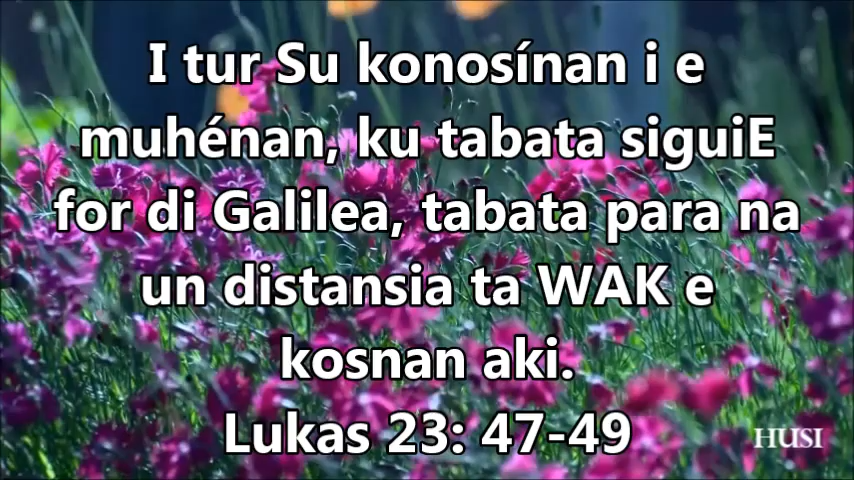 I tur Su konosínan i e
muhénan, ku tabata siguiE
for di Galilea, tabata para na
un distansia ta WAK e
kosnan aki.
Lukas 23: 47-49
HUSI